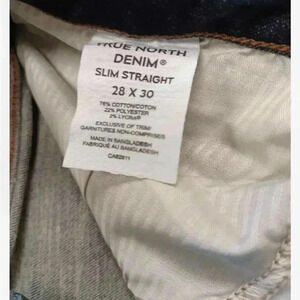 TRUE NORTH
DENIM®
SLIM STRAIGHT
28 X 30
76% COTTON/COTON
22% POLYESTER
2% LYCRA®
EXCLUSIVE OF TRIM/
GARNITURES NON-COMPRISES
MADE IN BANGLADESH
FABRIQUÉ AU BANGLADESH
CA82611